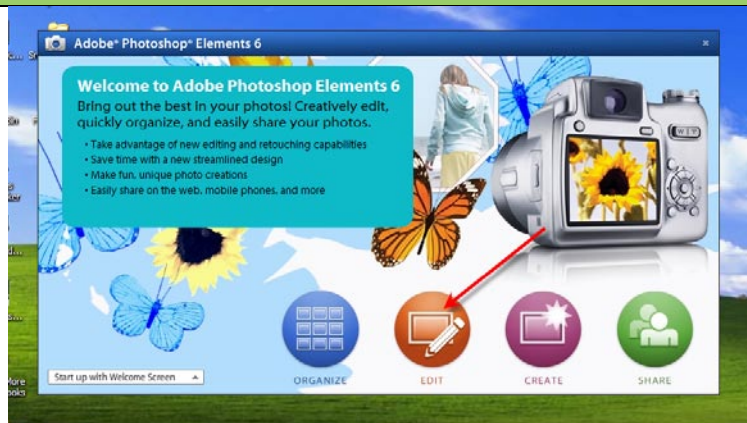 Adobe® Photoshop® Elements 6
Welcome to Adobe Photoshop Elements 6
Bring out the best in your photos! Creatively edit,
quickly organize, and easily share your photos.
• Take advantage of new editing and retouching capabilities
• Save time with a new streamlined design
• Make fun, unique photo creations
• Easily share on the web, mobile phones, and more
W T
Start up with Welcome Screen
ORGANIZE
EDIT
CREATE
SHARE